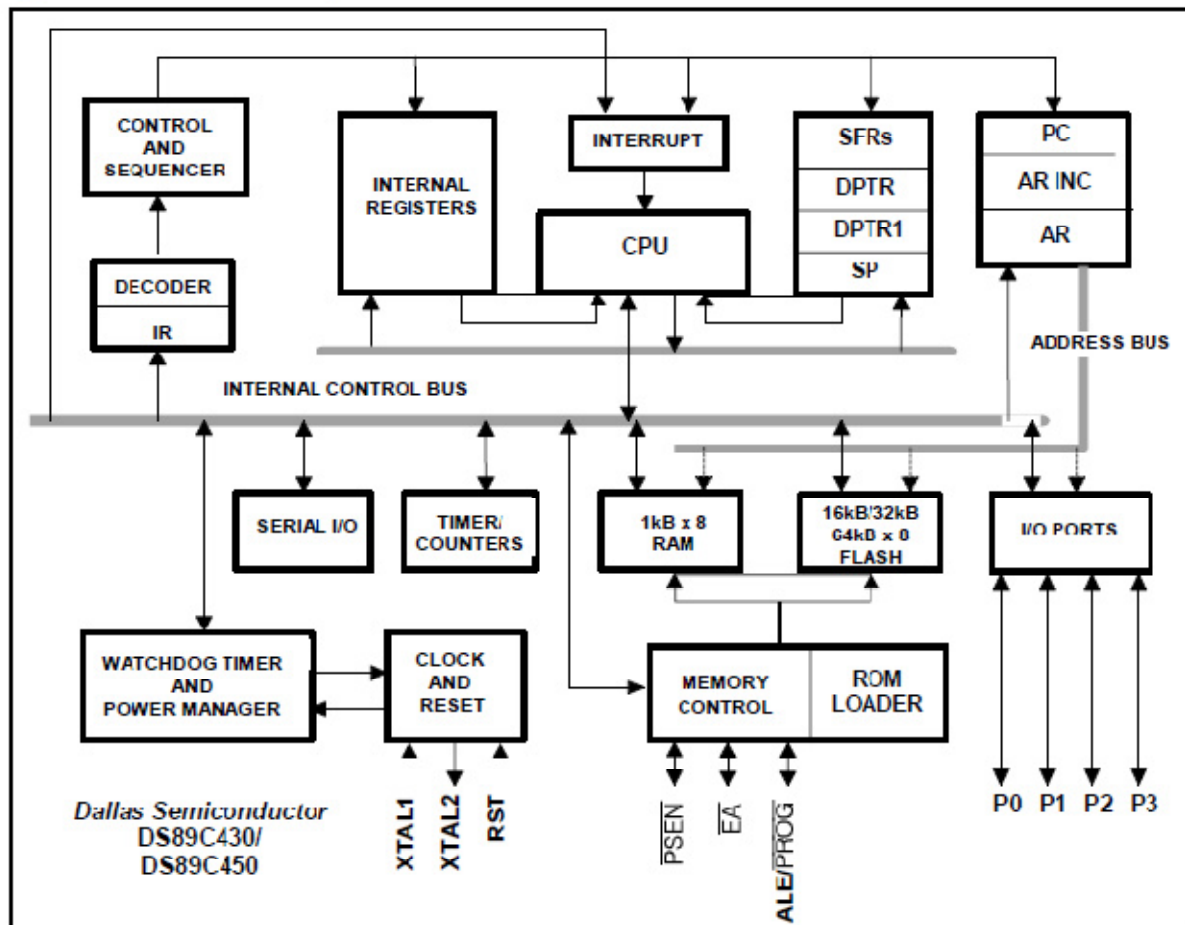 CONTROL
AND
SEQUENCER
INTERNAL
REGISTERS
INTERRUPT
CPU
SFRs
DPTR
DPTR1
SP
PC
AR INC
AR
DECODER
IR
ADDRESS BUS
INTERNAL CONTROL BUS
SERIAL I/O
TIMER/
COUNTERS
1kB x 8
RAM
16kB/32kB
64kB x 8
FLASH
I/O PORTS
WATCHDOG TIMER
AND
POWER MANAGER
CLOCK
AND
RESET
MEMORY
CONTROL
ROM
LOADER
XTAL1
XTAL2
RST
PSEN
EA
ALE/PROG
P0 P1 P2 P3
Dallas Semiconductor
DS89C430/
DS89C450